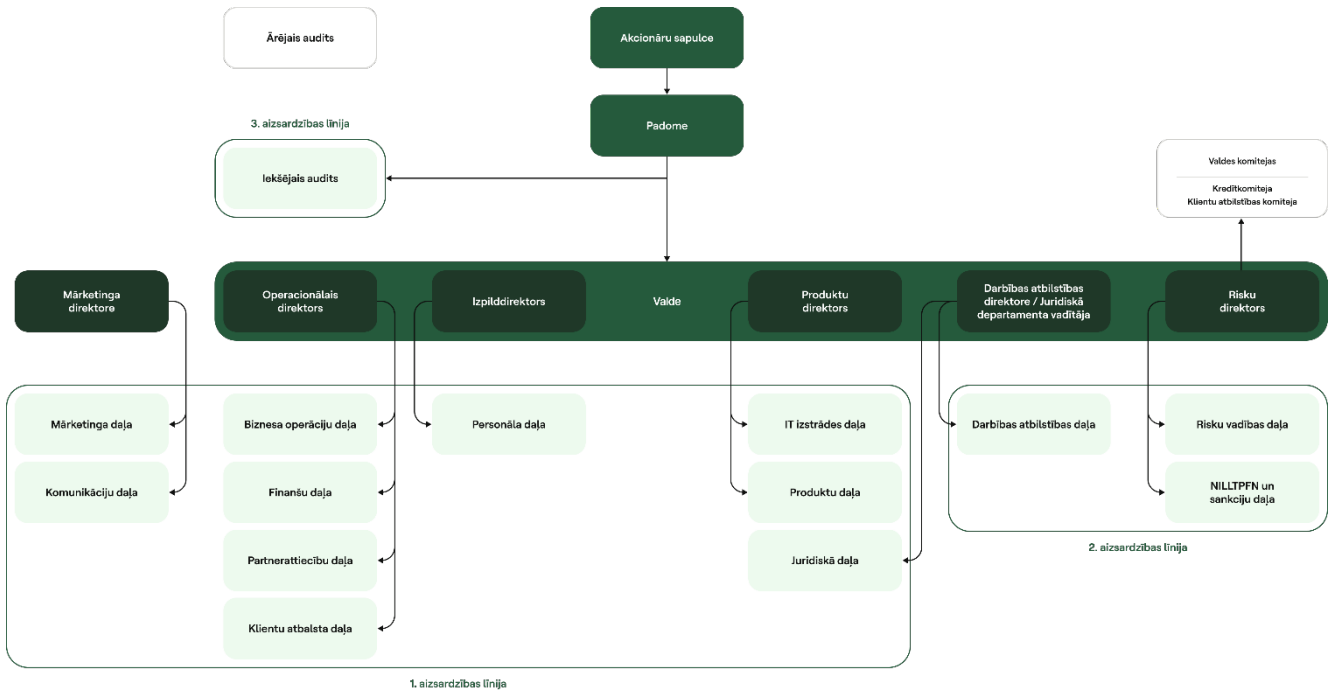 Ārējais audits
Akcionāru sapulce
Padome
3. aizsardzības līnija
Iekšējais audits
Valdes komitejas
Kredītkomiteja
Klientu atbilstības komiteja
Mārketinga
direktore
Operacionālais
direktors
Izpilddirektors
Valde
Produktu
direktors
Darbības atbilstības
direktore / Juridiskā
departamenta vadītāja
Risku
direktors
Mārketinga daļa
Biznesa operāciju daļa
Personāla daļa
IT izstrādes daļa
Darbības atbilstības daļa
Risku vadības daļa
Komunikāciju daļa
Finanšu daļa
Produktu daļa
NILLTPFN un
sankciju daļa
Partnerattiecību daļa
Juridiskā daļa
2. aizsardzības līnija
Klientu atbalsta daļa
1. aizsardzības līnija